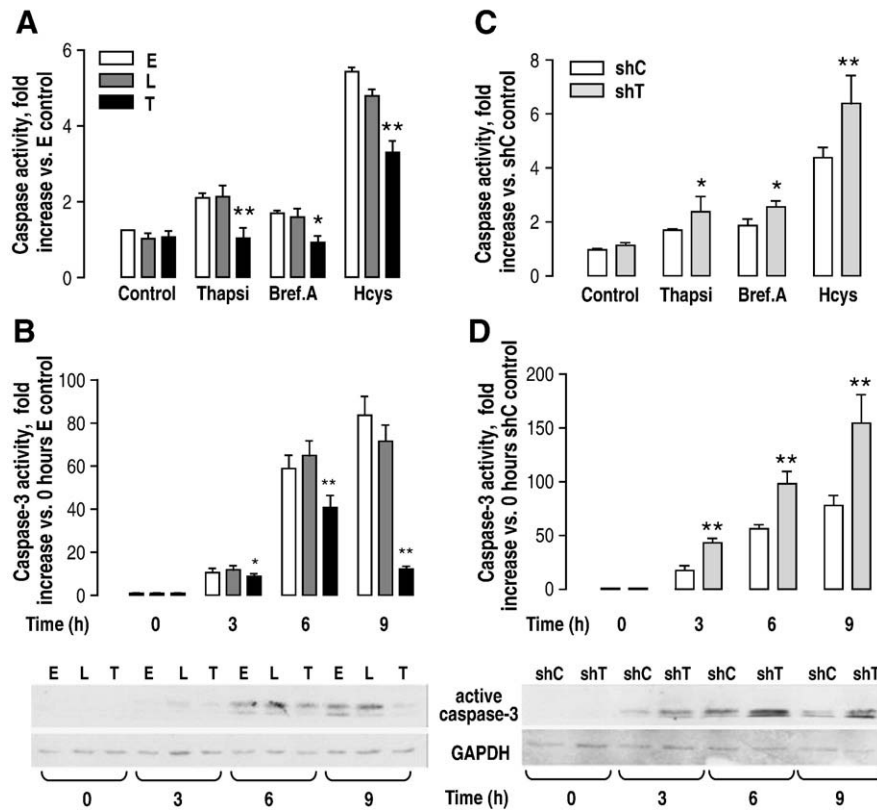 A
Caspase activity, fold
increase vs. E control
6
4
2
0
E
L
T
**
*
**
Control Thapsi Bref.A Hcys
C
Caspase activity, fold
increase vs. shC control
8
6
4
2
0
shC
shT
*
*
**
Control Thapsi Bref.A Hcys
B
Caspase-3 activity, fold
increase vs. 0 hours E control
100
80
60
40
20
0
*
**
**
Time (h) 0 3 6 9
D
Caspase-3 activity, fold
increase vs. 0 hours shC control
200
150
100
50
0
**
**
**
Time (h) 0 3 6 9
E L T E L T E L T E L T
active
caspase-3
GAPDH
shC shT shC shT shC shT shC shT
0 3 6 9 Time (h) 0 3 6 9